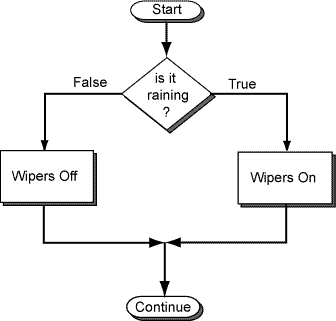 Start
is it
raining
?
False
True
Wipers Off
Wipers On
Continue